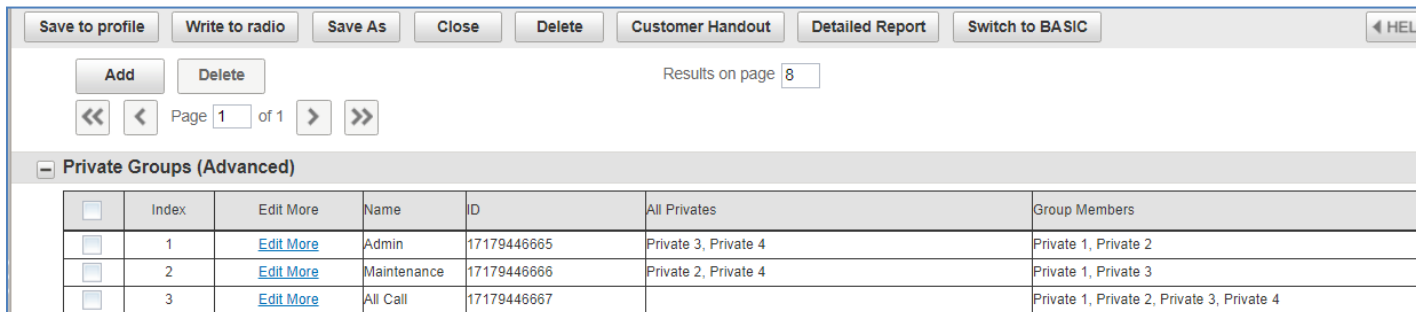 Save to profile Write to radio Save As Close Delete Customer Handout Detailed Report Switch to BASIC HEL
Add Delete Results on page 8
Page 1 of 1
Private Groups (Advanced)
Index Edit More Name ID All Privates Group Members
1 Edit More Admin 17179446665 Private 3, Private 4 Private 1, Private 2
2 Edit More Maintenance 17179446666 Private 2, Private 4 Private 1, Private 3
3 Edit More All Call 17179446667 Private 1, Private 2, Private 3, Private 4